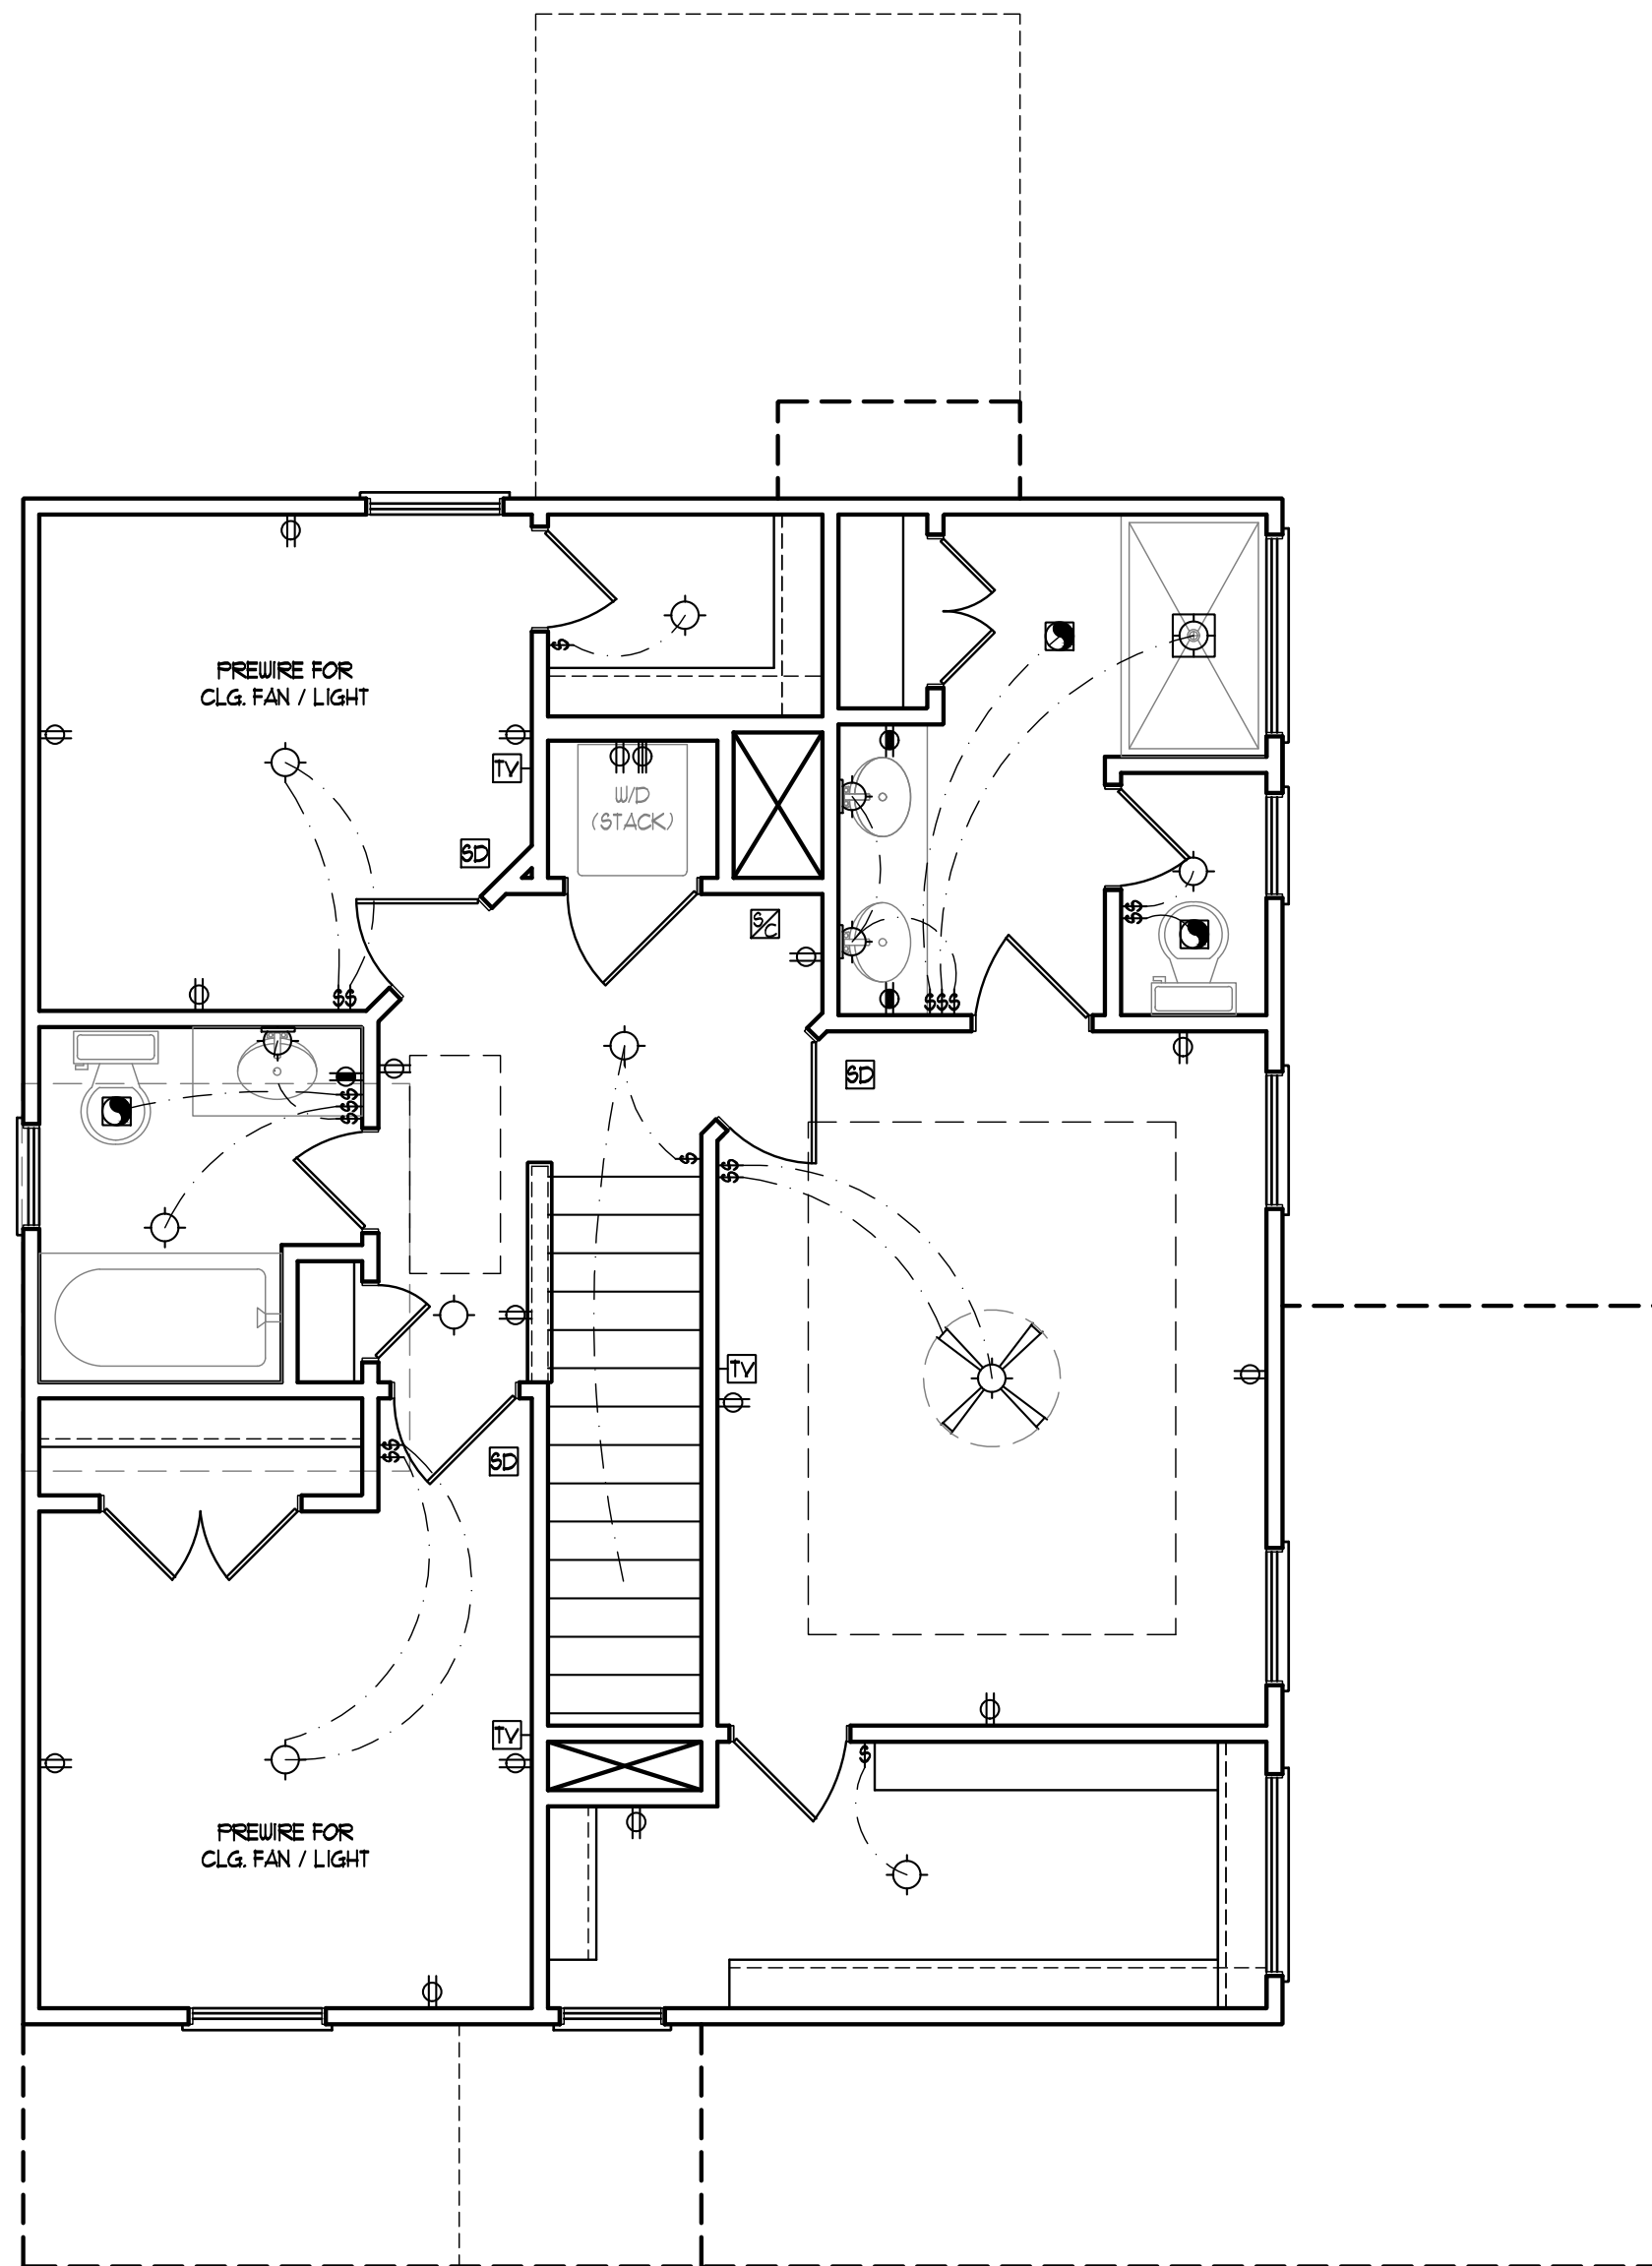 PREWIRE FOR
CLG. FAN / LIGHT
$
TV
W/D
(STACK)
SD
$
$
S/C
$$
$$$
SD
$
$
$
$
$
$
TV
$
$
SD
TV
$
PREWIRE FOR
CLG. FAN / LIGHT